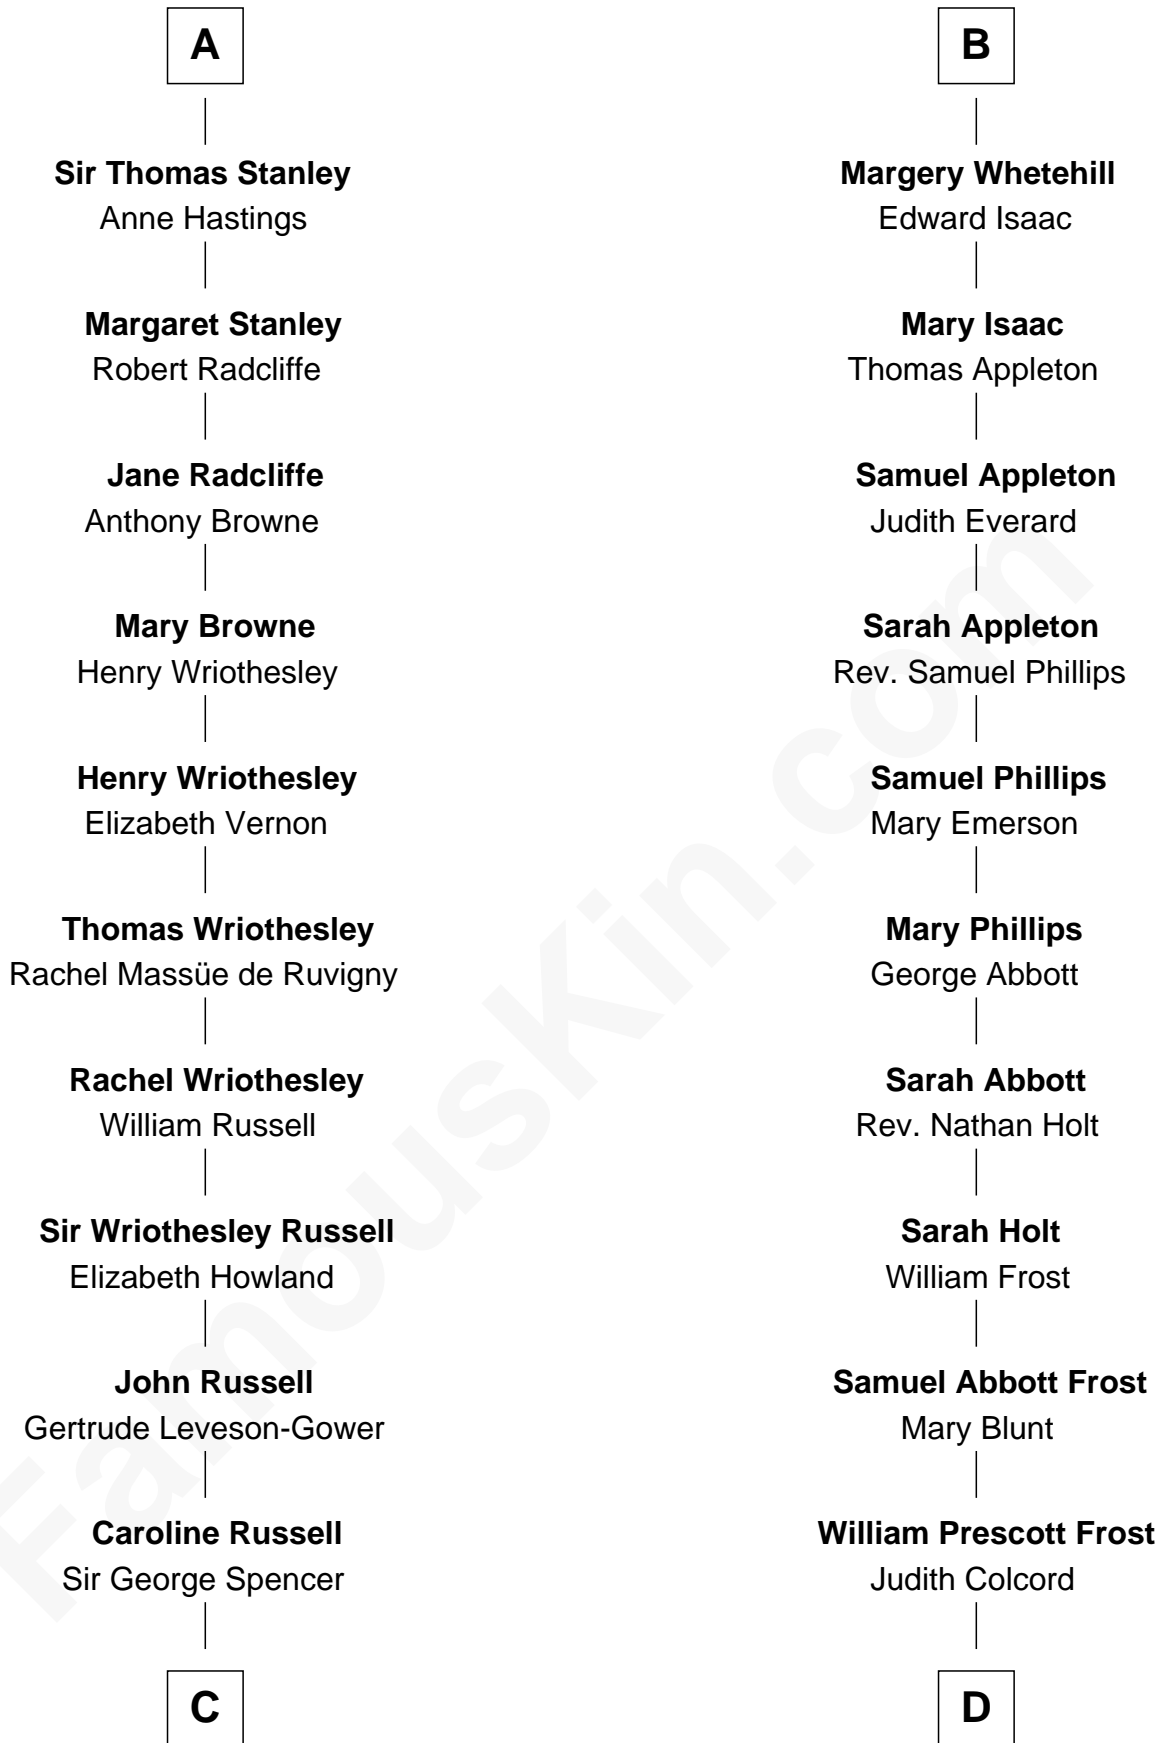 A
Sir Thomas Stanley
Anne Hastings
Margaret Stanley
Robert Radcliffe
Jane Radcliffe
Anthony Browne
Mary Browne
Henry Wriothesley
Henry Wriothesley
Elizabeth Vernon
Thomas Wriothesley
Rachel Massüe de Ruvigny
Rachel Wriothesley
William Russell
Sir Wriothesley Russell
Elizabeth Howland
John Russell
Gertrude Leveson-Gower
Caroline Russell
Sir George Spencer
C
B
Margery Whetehill
Edward Isaac
Mary Isaac
Thomas Appleton
Samuel Appleton
Judith Everard
Sarah Appleton
Rev. Samuel Phillips
Samuel Phillips
Mary Emerson
Mary Phillips
George Abbott
Sarah Abbott
Rev. Nathan Holt
Sarah Holt
William Frost
Samuel Abbott Frost
Mary Blunt
William Prescott Frost
Judith Colcord
D
FamousKin.com